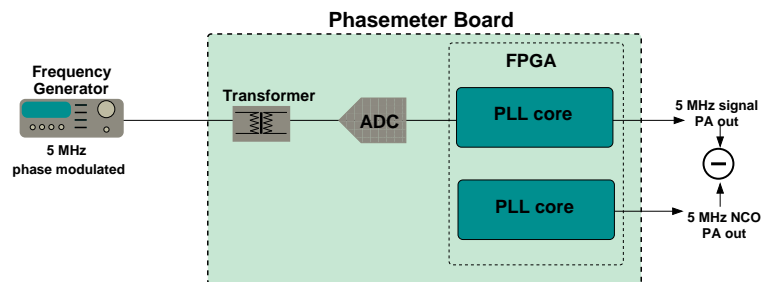 Phasemeter Board
FPGA
Frequency
Generator
Transformer
ADC
PLL core
5 MHz signal
PA out
5 MHz
phase modulated
PLL core
5 MHz NCO
PA out